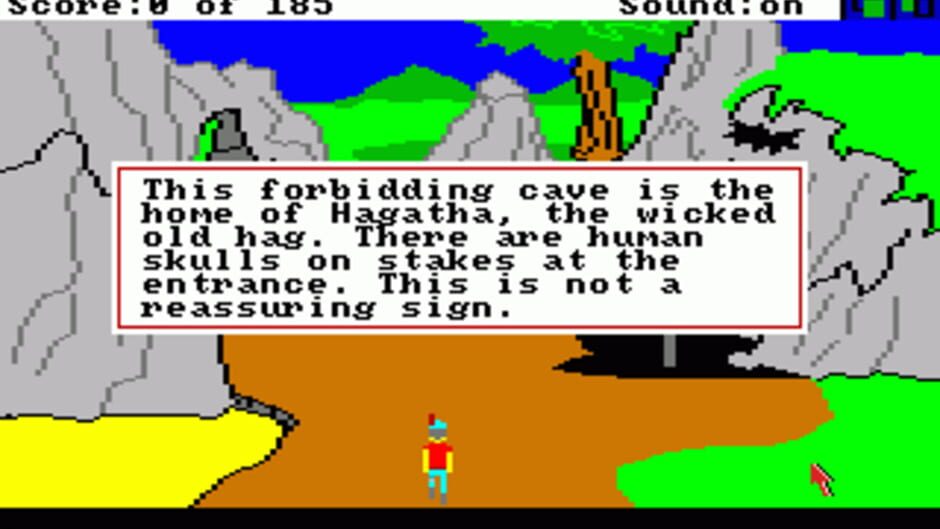 Score:0 of 185 Sound:on
This forbidding cave is the
home of Hagatha, the wicked
old hag. There are human
skulls on stakes at the
entrance. This is not a
reassuring sign.